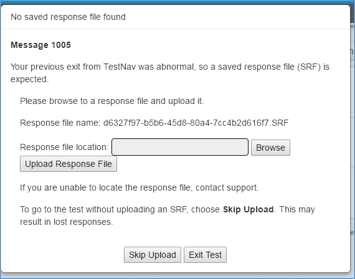 No saved response file found
Message 1005
Your previous exit from TestNav was abnormal, so a saved response file (SRF) is
expected.
Please browse to a response file and upload it.
Response file name: d6327f97-b5b6-45d8-80a4-7cc4b2d616f7.SRF
Response file location: Browse
Upload Response File
If you are unable to locate the response file, contact support.
To go to the test without uploading an SRF, choose Skip Upload. This may
result in lost responses.
Skip Upload Exit Test